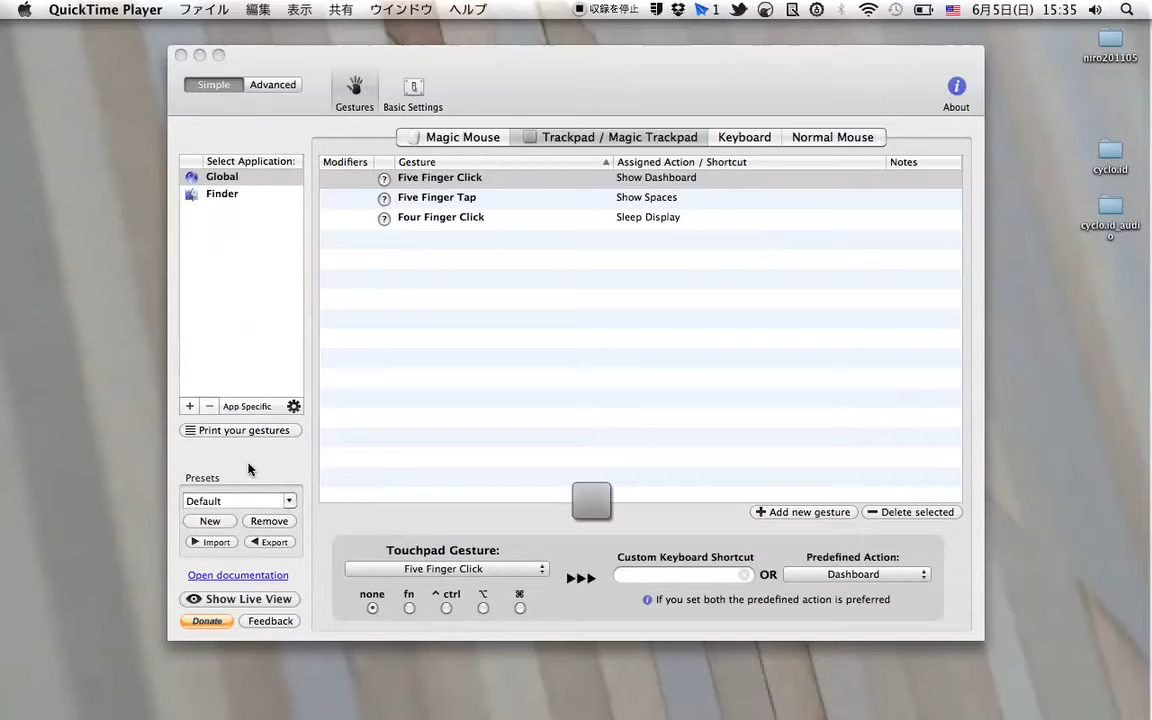 QuickTime Player ファイル 編集 表示 共有 ウインドウ ヘルプ 収録を停止 1 6月5日(日) 15:35
niro201105
cyclo.id
cyclo.id_audio
Simple Advanced
Gestures Basic Settings About
Magic Mouse Trackpad / Magic Trackpad Keyboard Normal Mouse
Select Application:
Global
Finder
Modifiers Gesture Assigned Action / Shortcut Notes
? Five Finger Click Show Dashboard
? Five Finger Tap Show Spaces
? Four Finger Click Sleep Display
+ − App Specific
Print your gestures
Presets
Default
New Remove
Import Export
Open documentation
Show Live View
Donate Feedback
+ Add new gesture − Delete selected
Touchpad Gesture:
Five Finger Click
none fn ^ ctrl ⌥ ⌘
Custom Keyboard Shortcut OR Predefined Action:
Dashboard
If you set both the predefined action is preferred